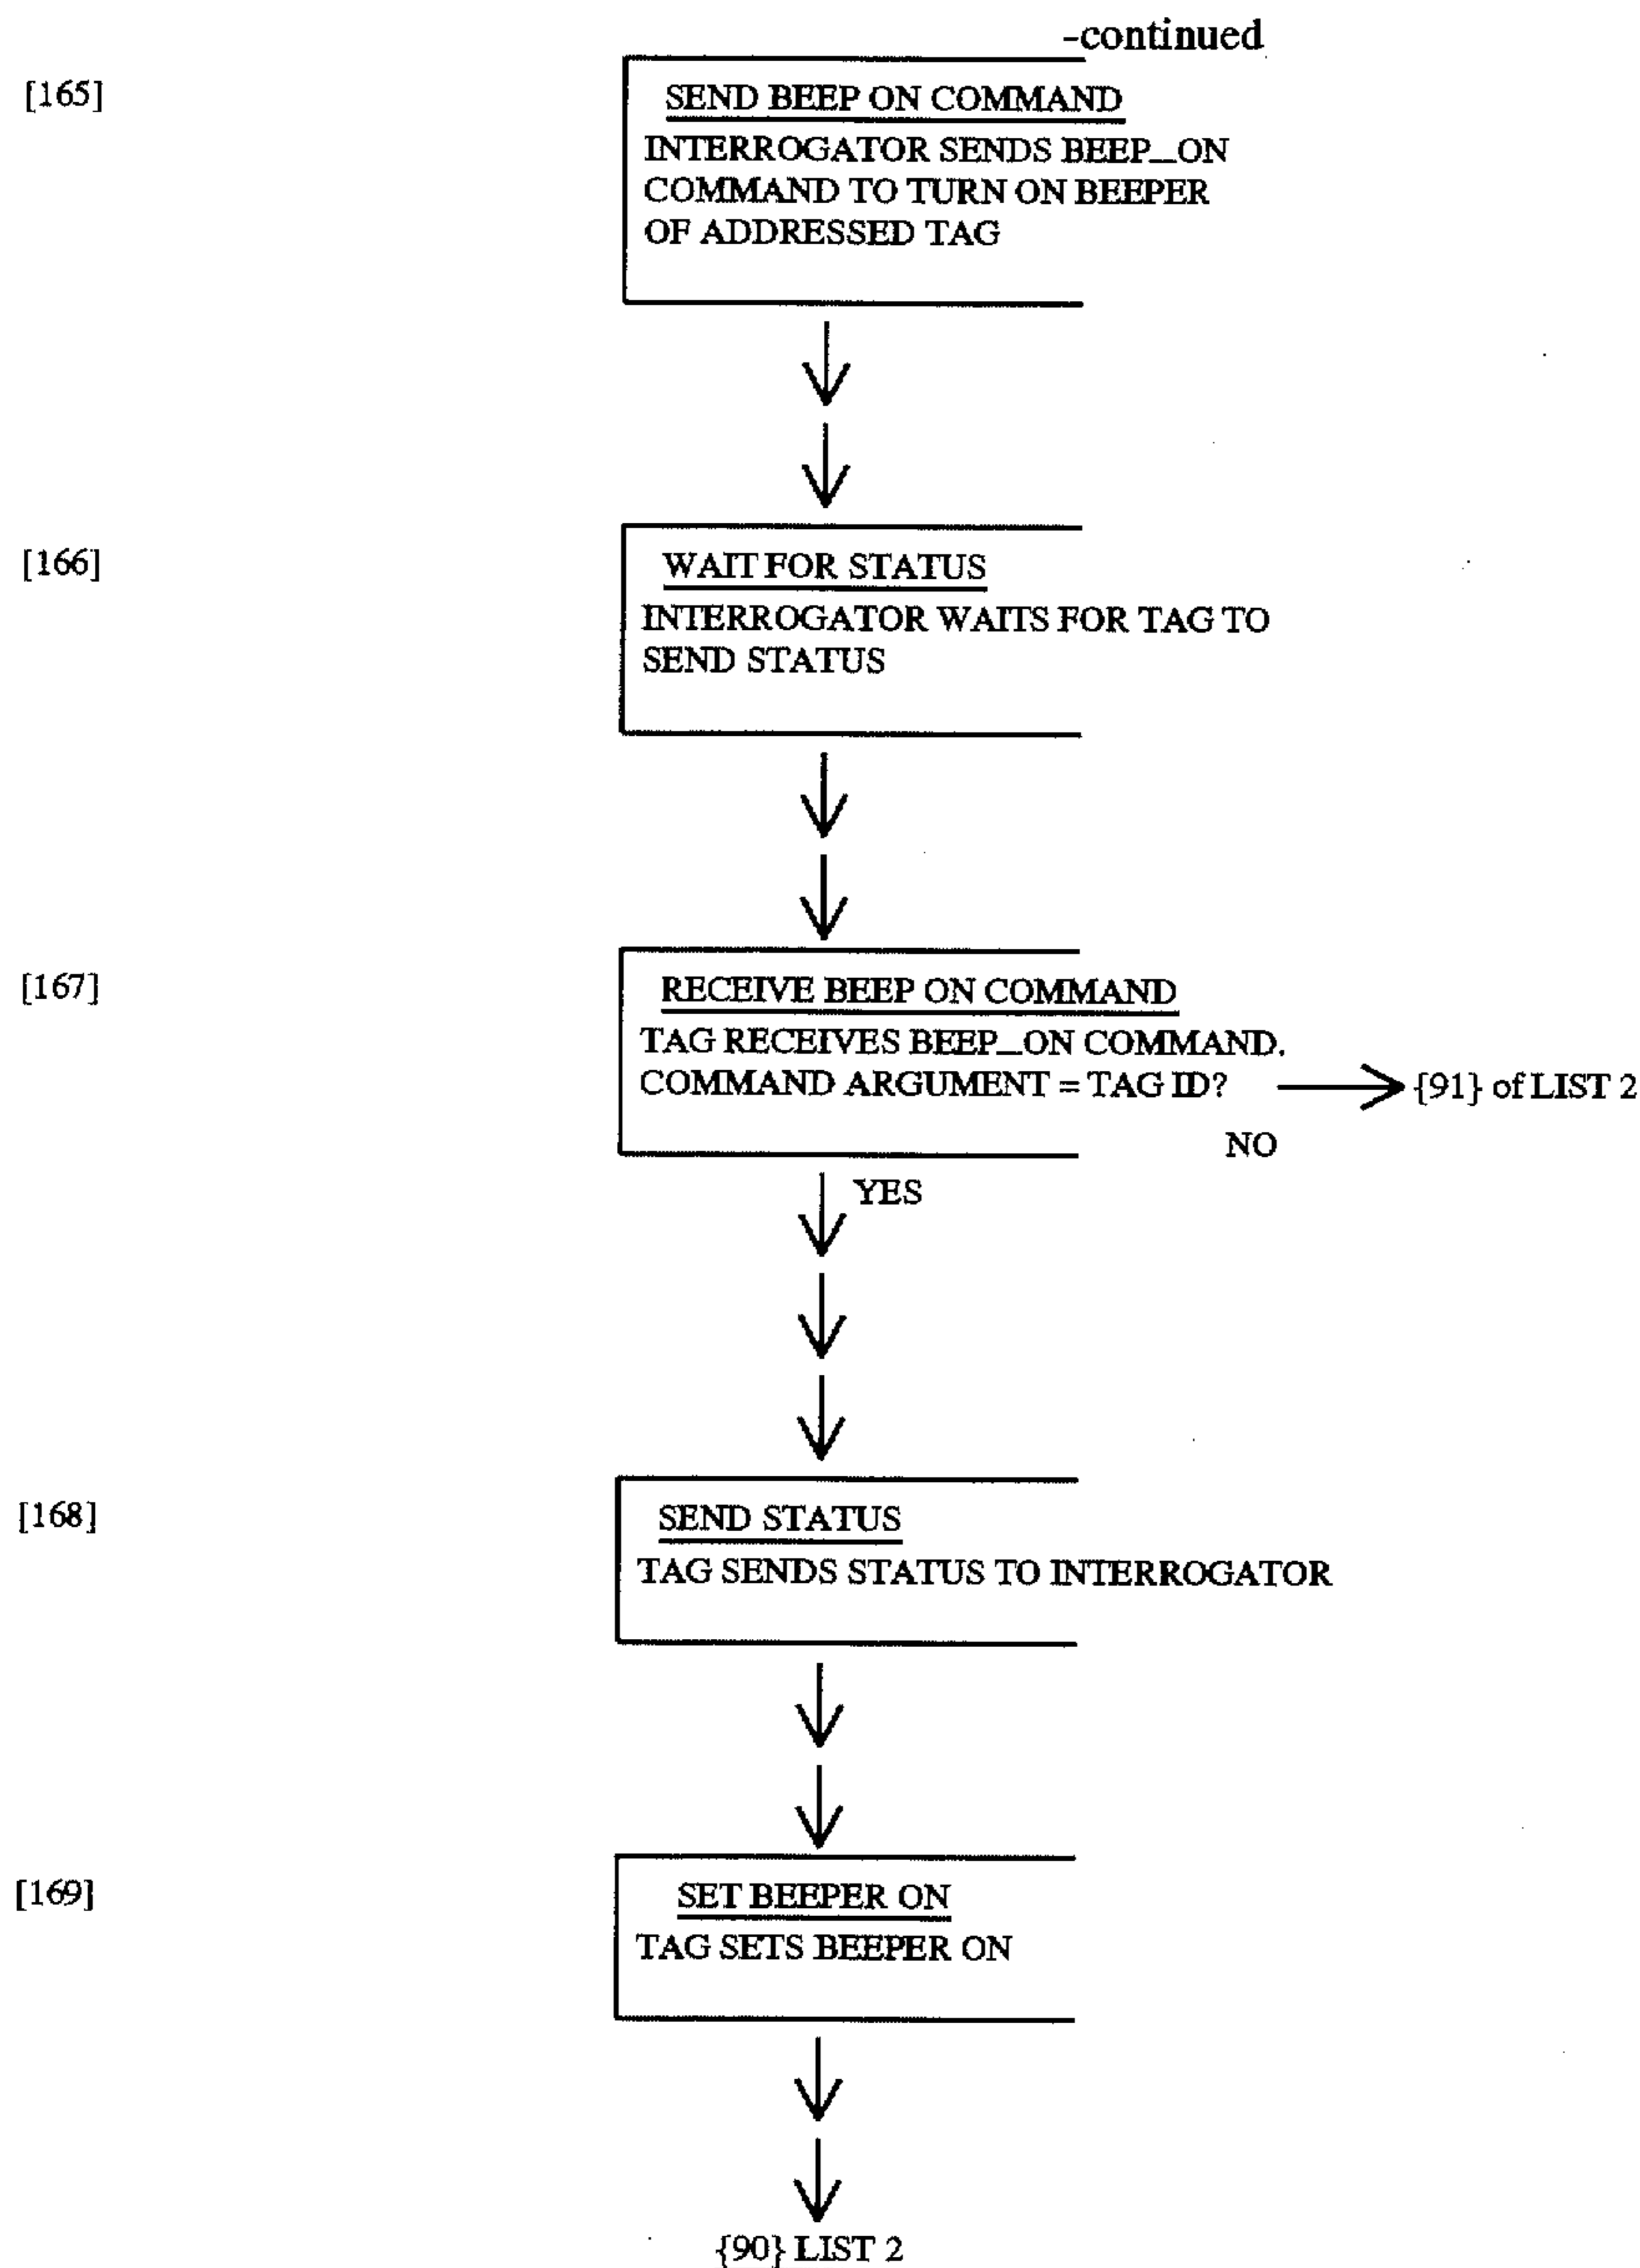 -continued
[165]
SEND BEEP ON COMMAND
INTERROGATOR SENDS BEEP_ON
COMMAND TO TURN ON BEEPER
OF ADDRESSED TAG
[166]
WAIT FOR STATUS
INTERROGATOR WAITS FOR TAG TO
SEND STATUS
[167]
RECEIVE BEEP ON COMMAND
TAG RECEIVES BEEP_ON COMMAND.
COMMAND ARGUMENT = TAG ID?
{91} of LIST 2
NO
YES
[168]
SEND STATUS
TAG SENDS STATUS TO INTERROGATOR
[169]
SET BEEPER ON
TAG SETS BEEPER ON
{90} LIST 2